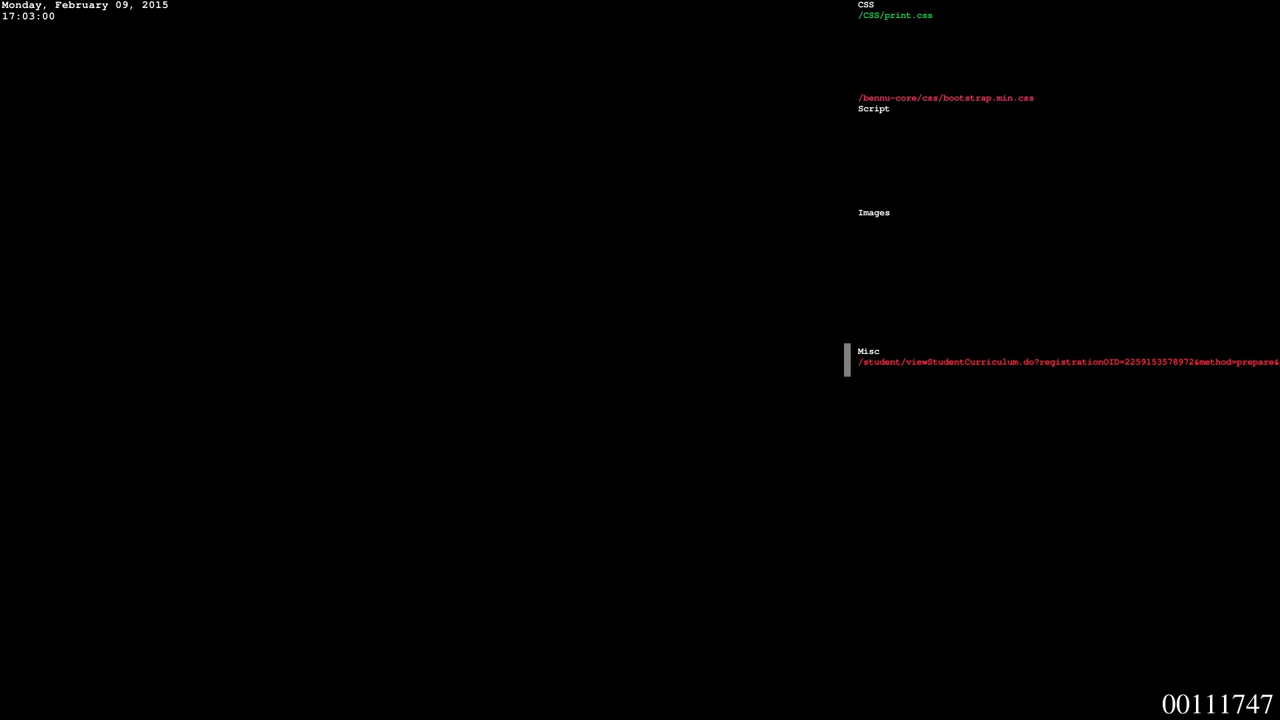 Monday, February 09, 2015
17:03:00
CSS
/CSS/print.css
/bennu-core/css/bootstrap.min.css
Script
Images
Misc
/student/viewStudentCurriculum.do?registrationOID=2259153578972&method=prepare&
00111747